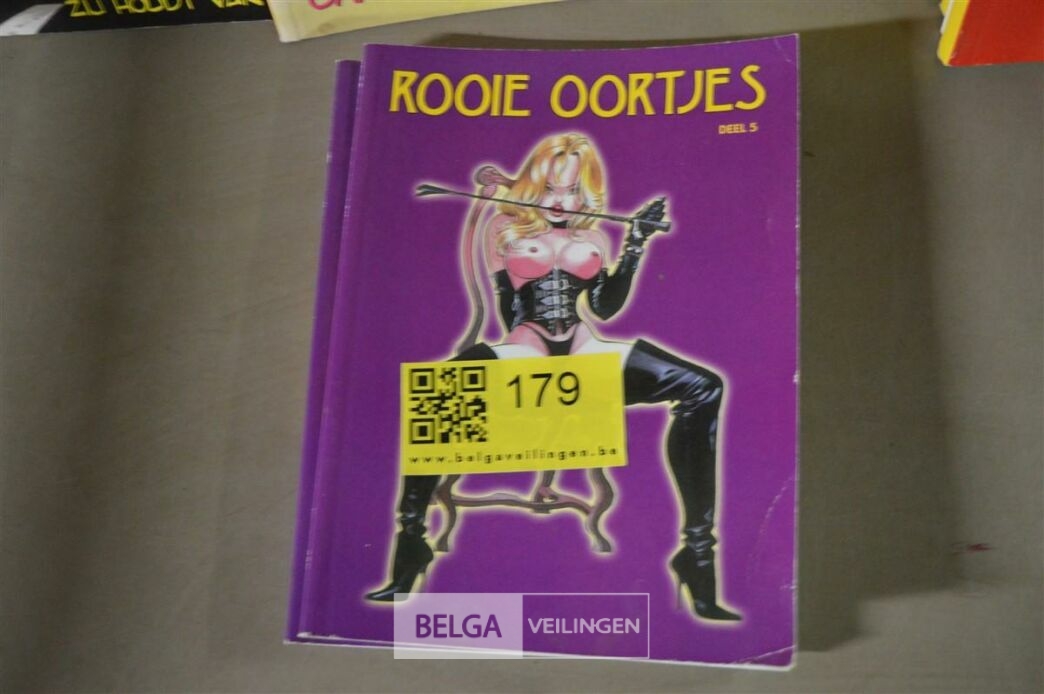 ROOIE OORTJES
DEEL 5
179
www.belgaveilingen.be
BELGA VEILINGEN